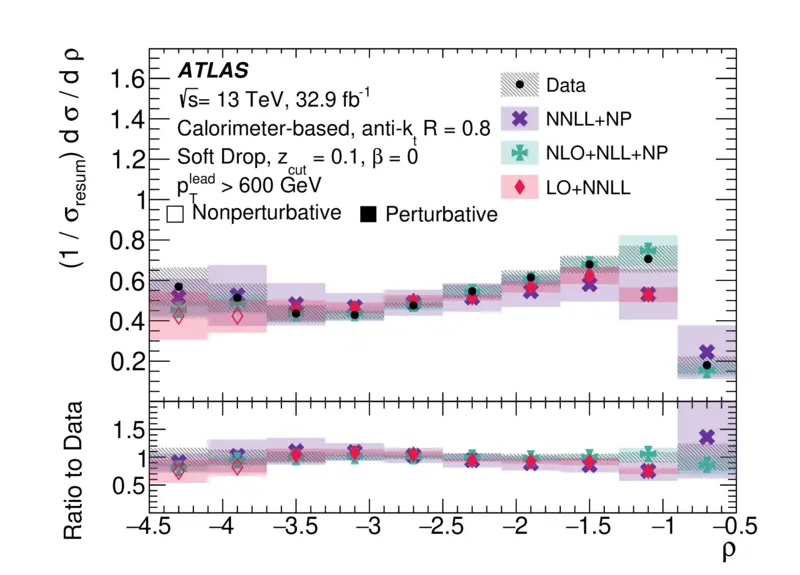 ATLAS
√s= 13 TeV, 32.9 fb⁻¹
Calorimeter-based, anti-kₜ R = 0.8
Soft Drop, z_cut = 0.1, β = 0
p_T^lead > 600 GeV
Nonperturbative Perturbative
Data
NNLL+NP
NLO+NLL+NP
LO+NNLL
(1 / σ_resum) d σ / d ρ
1.6
1.4
1.2
1
0.8
0.6
0.4
0.2
Ratio to Data
1.5
1
0.5
−4.5 −4 −3.5 −3 −2.5 −2 −1.5 −1 −0.5
ρ